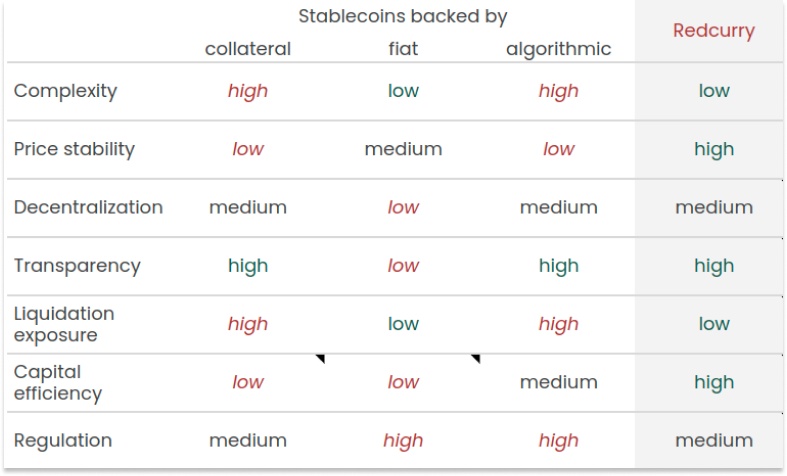 Stablecoins backed by
Redcurry
collateral fiat algorithmic
Complexity high low high low
Price stability low medium low high
Decentralization medium low medium medium
Transparency high low high high
Liquidation
exposure high low high low
Capital
efficiency low low medium high
Regulation medium high high medium